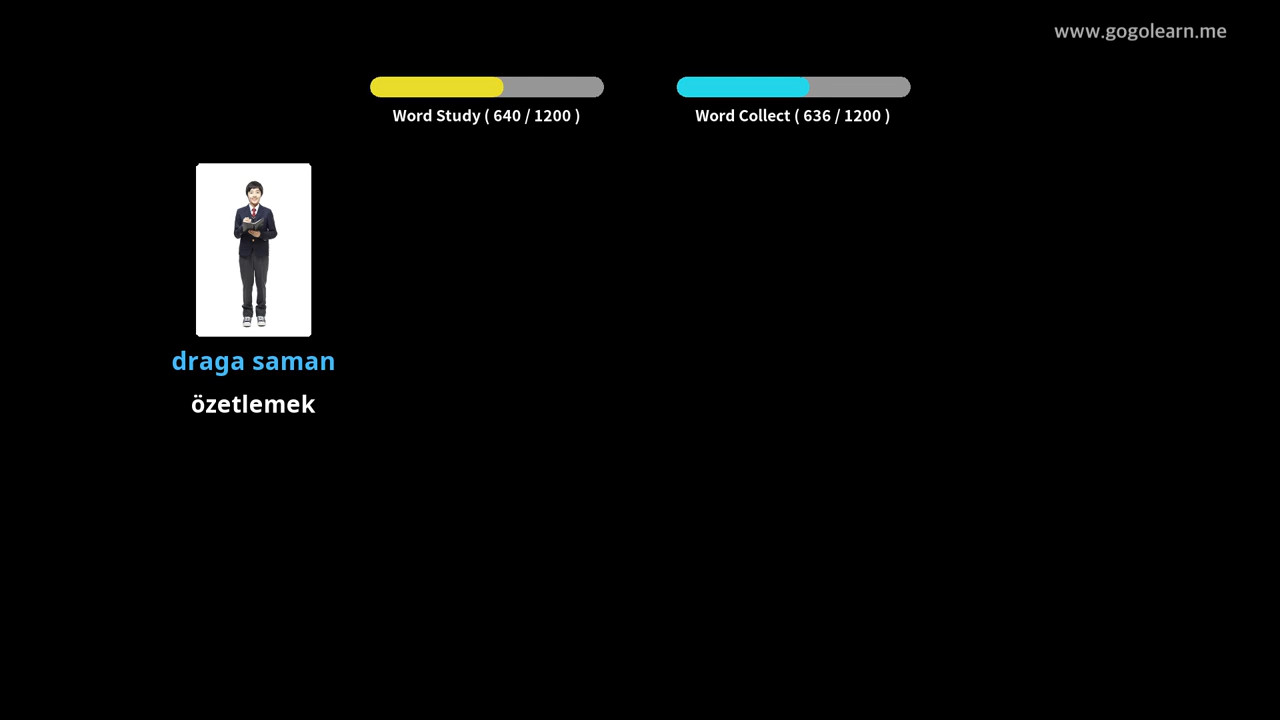 www.gogolearn.me
Word Study ( 640 / 1200 )
Word Collect ( 636 / 1200 )
draga saman
özetlemek